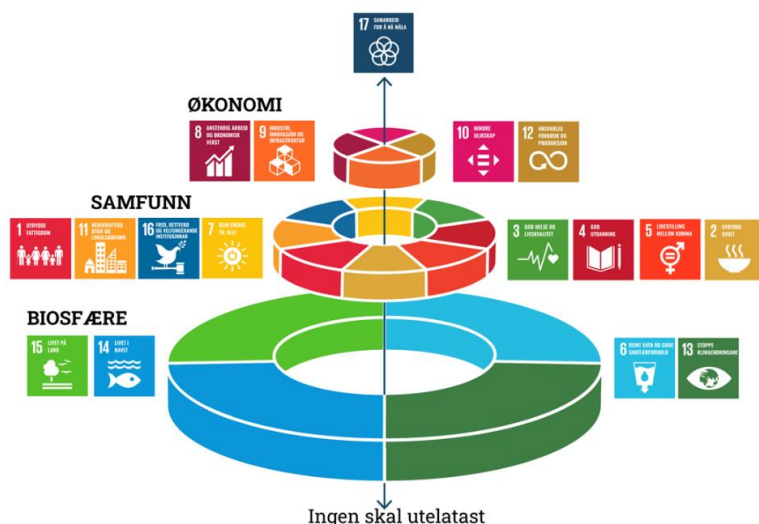 17 SAMARBEID
FOR Å NÅ MÅLA
ØKONOMI
8 ANSTENDIG ARBEID
OG ØKONOMISK
VEKST
9 INDUSTRI,
INNOVASJON OG
INFRASTRUKTUR
10 MINDRE
ULIKSKAP
12 ANSVARLEG
FORBRUK OG
PRODUKSJON
SAMFUNN
1 UTRYDDE
FATTIGDOM
11 BEREKRAFTIGE
BYAR OG
LOKALSAMFUNN
16 FRED, RETTFERD
OG VELFUNGERANDE
INSTITUSJONAR
7 REIN ENERGI
TIL ALLE
3 GOD HELSE OG
LIVSKVALITET
4 GOD
UTDANNING
5 LIKESTILLING
MELLOM KJØNNA
2 UTRYDDE
SVOLT
BIOSFÆRE
15 LIVET PÅ
LAND
14 LIVET I
HAVET
6 REINT VATN OG GODE
SANITÆRFORHOLD
13 STOPPE
KLIMAENDRINGANE
Ingen skal utelatast